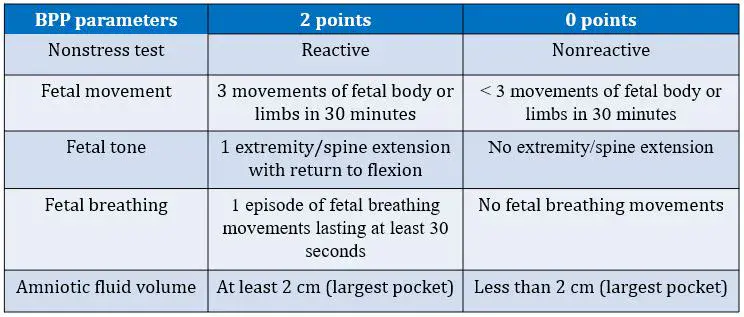 BPP parameters 2 points 0 points
Nonstress test Reactive Nonreactive
Fetal movement 3 movements of fetal body or < 3 movements of fetal body or
limbs in 30 minutes limbs in 30 minutes
Fetal tone 1 extremity/spine extension No extremity/spine extension
with return to flexion
Fetal breathing 1 episode of fetal breathing No fetal breathing movements
movements lasting at least 30
seconds
Amniotic fluid volume At least 2 cm (largest pocket) Less than 2 cm (largest pocket)